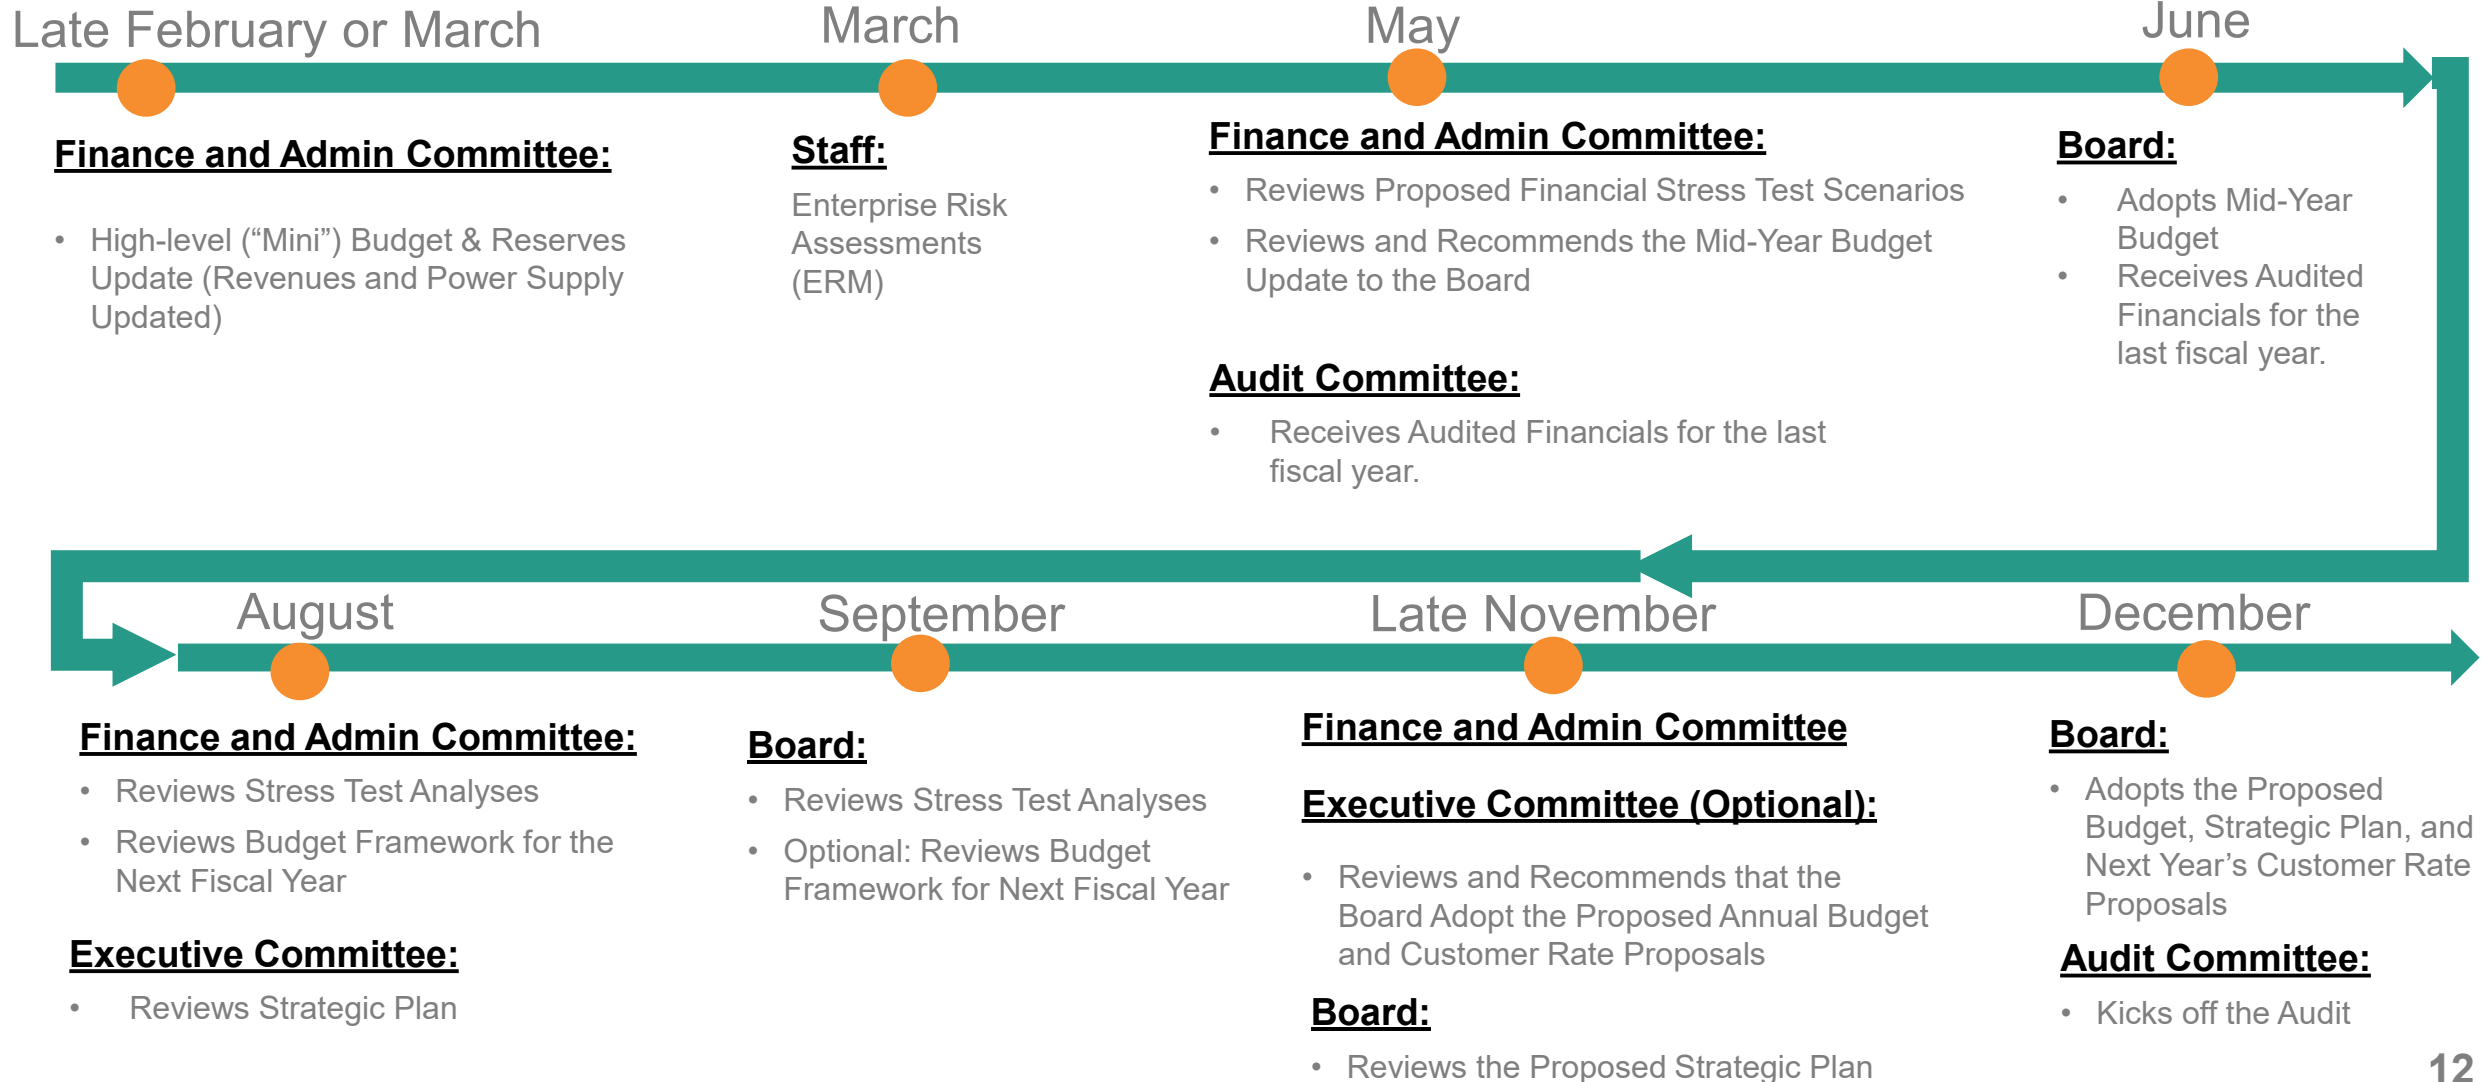 Late February or March
March
May
June
Finance and Admin Committee:
• High-level (“Mini”) Budget & Reserves
Update (Revenues and Power Supply
Updated)
Staff:
Enterprise Risk
Assessments
(ERM)
Finance and Admin Committee:
• Reviews Proposed Financial Stress Test Scenarios
• Reviews and Recommends the Mid-Year Budget
Update to the Board
Audit Committee:
• Receives Audited Financials for the last
fiscal year.
Board:
• Adopts Mid-Year
Budget
• Receives Audited
Financials for the
last fiscal year.
August
September
Late November
December
Finance and Admin Committee:
• Reviews Stress Test Analyses
• Reviews Budget Framework for the
Next Fiscal Year
Executive Committee:
• Reviews Strategic Plan
Board:
• Reviews Stress Test Analyses
• Optional: Reviews Budget
Framework for Next Fiscal Year
Finance and Admin Committee
Executive Committee (Optional):
• Reviews and Recommends that the
Board Adopt the Proposed Annual Budget
and Customer Rate Proposals
Board:
• Reviews the Proposed Strategic Plan
Board:
• Adopts the Proposed
Budget, Strategic Plan, and
Next Year’s Customer Rate
Proposals
Audit Committee:
• Kicks off the Audit
12